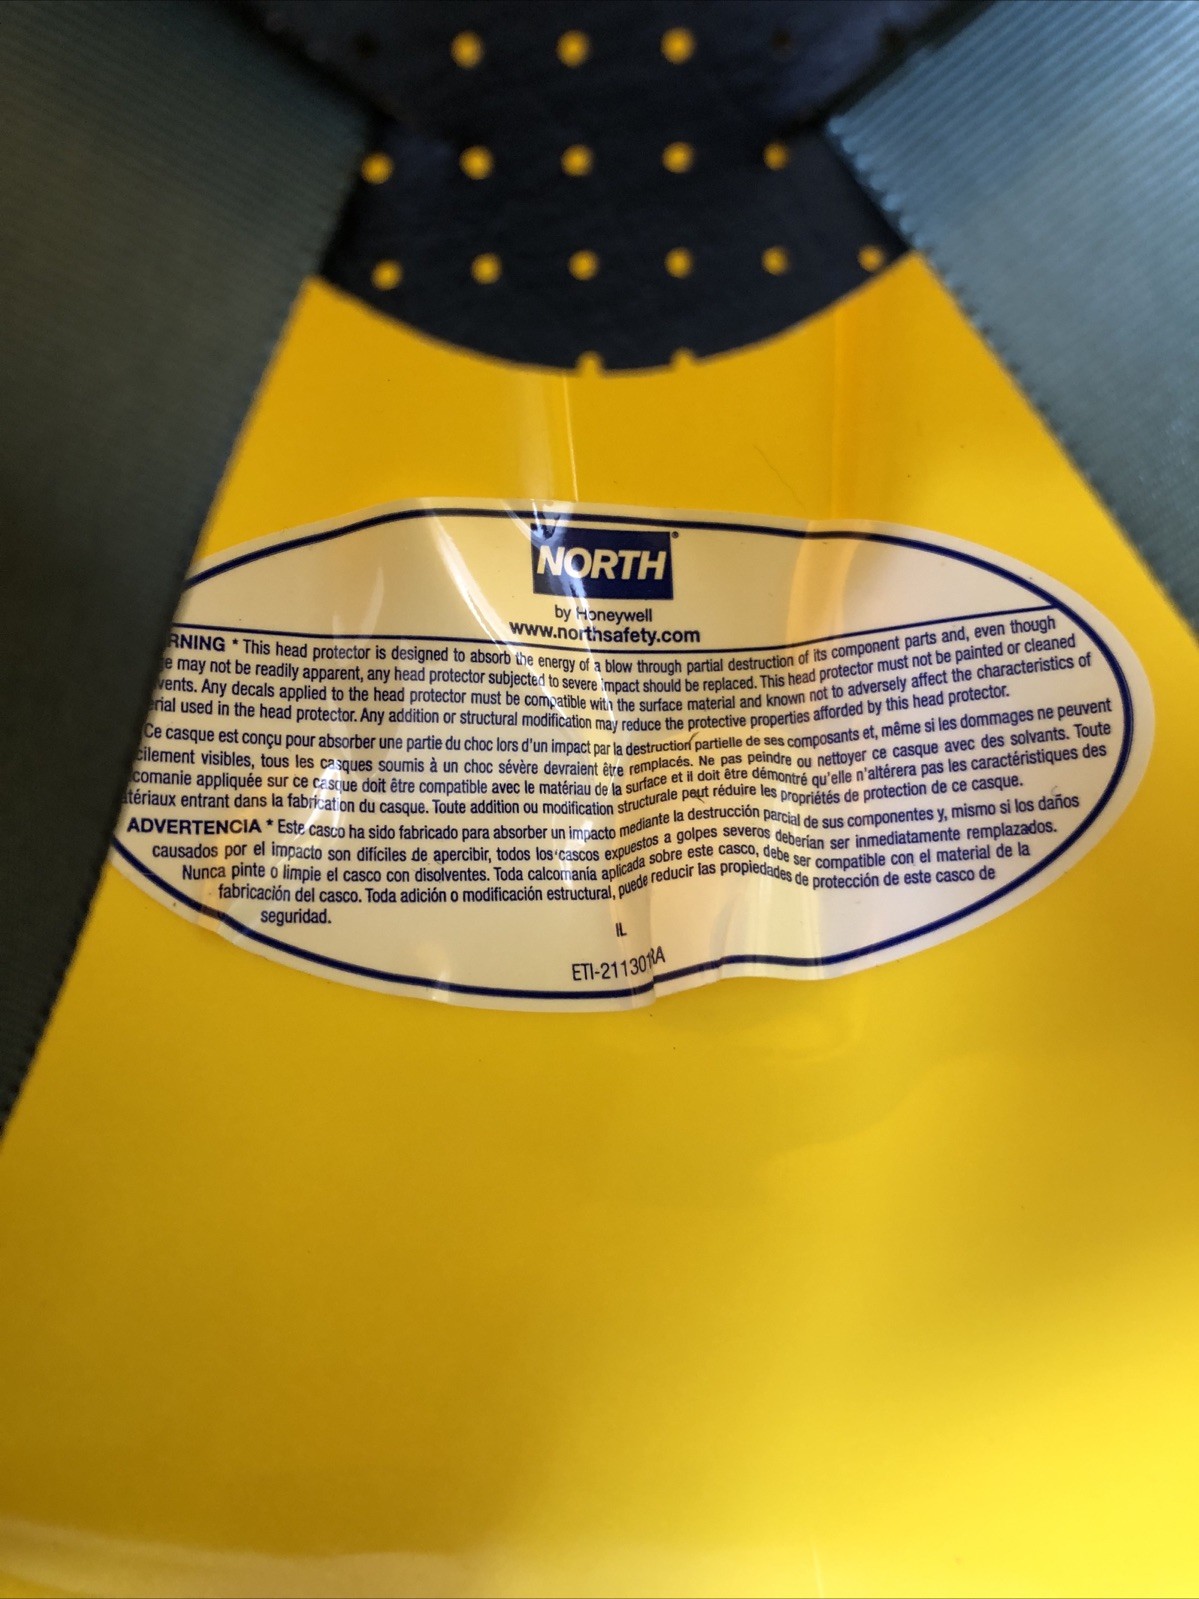 NORTH®
by Honeywell
www.northsafety.com
RNING * This head protector is designed to absorb the energy of a blow through partial destruction of its component parts and, even though
e may not be readily apparent, any head protector subjected to severe impact should be replaced. This head protector must not be painted or cleaned
vents. Any decals applied to the head protector must be compatible with the surface material and known not to adversely affect the characteristics of
rial used in the head protector. Any addition or structural modification may reduce the protective properties afforded by this head protector.
Ce casque est conçu pour absorber une partie du choc lors d'un impact par la destruction partielle de ses composants et, même si les dommages ne peuvent
cilement visibles, tous les casques soumis à un choc sévère devraient être remplacés. Ne pas peindre ou nettoyer ce casque avec des solvants. Toute
comanie appliquée sur ce casque doit être compatible avec le matériau de la surface et il doit être démontré qu'elle n'altérera pas les caractéristiques des
tériaux entrant dans la fabrication du casque. Toute addition ou modification structurale peut réduire les propriétés de protection de ce casque.
ADVERTENCIA * Este casco ha sido fabricado para absorber un impacto mediante la destrucción parcial de sus componentes y, mismo si los daños
causados por el impacto son difíciles de apercibir, todos los cascos expuestos a golpes severos deberían ser inmediatamente remplazados.
Nunca pinte o limpie el casco con disolventes. Toda calcomanía aplicada sobre este casco, debe ser compatible con el material de la
fabricación del casco. Toda adición o modificación estructural, puede reducir las propiedades de protección de este casco de
seguridad.
IL
ETI-211301RA